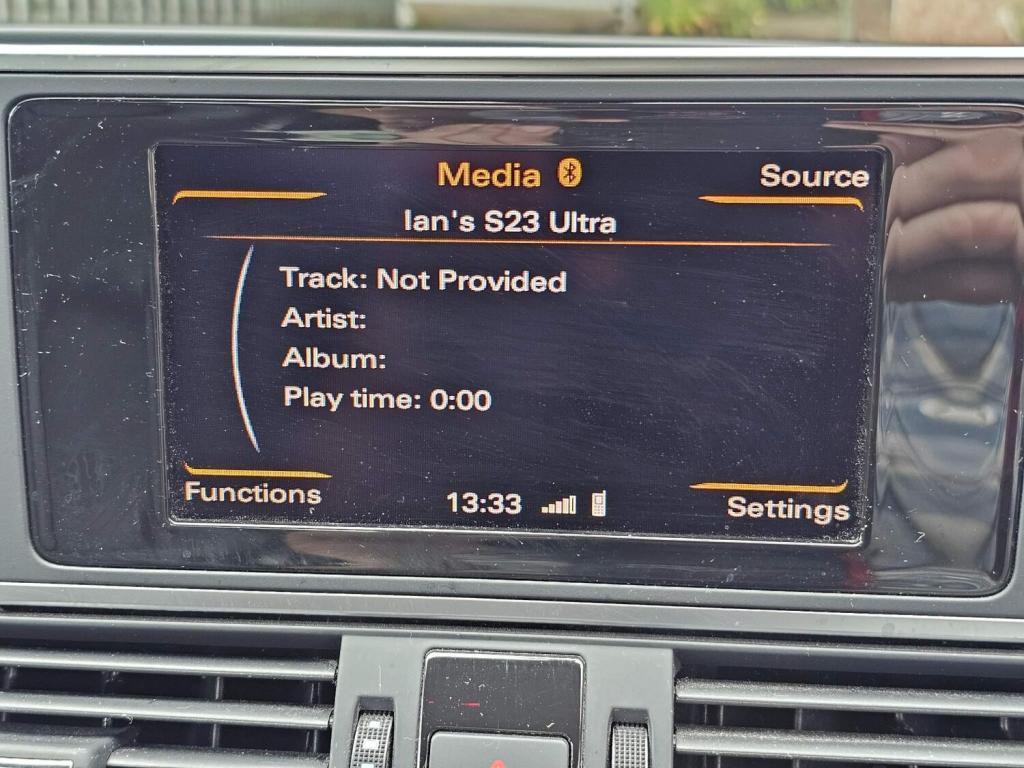 Media
Source
Ian's S23 Ultra
Track: Not Provided
Artist:
Album:
Play time: 0:00
Functions
13:33
Settings